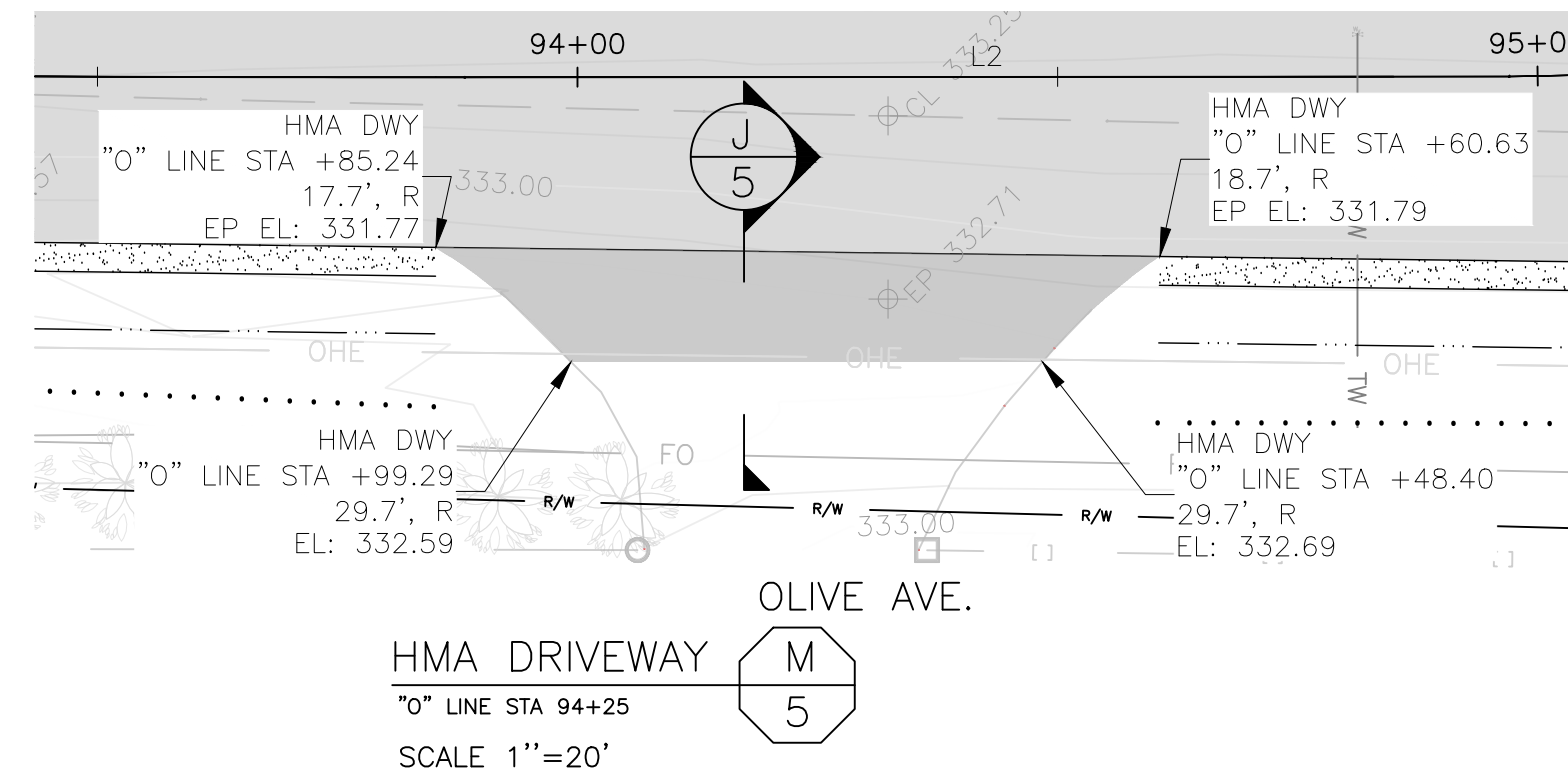 94+00
L2
CL 333.25
HMA DWY
"O" LINE STA +85.24
17.7', R
EP EL: 331.77
333.00
J
5
EP 332.71
HMA DWY
"O" LINE STA +60.63
18.7', R
EP EL: 331.79
OHE
OHE
OHE
TW
HMA DWY
"O" LINE STA +99.29
29.7', R
EL: 332.59
FO
R/W
R/W
R/W
333.00
[ ]
HMA DWY
"O" LINE STA +48.40
29.7', R
EL: 332.69
OLIVE AVE.
HMA DRIVEWAY
M
5
"O" LINE STA 94+25
SCALE 1''=20'